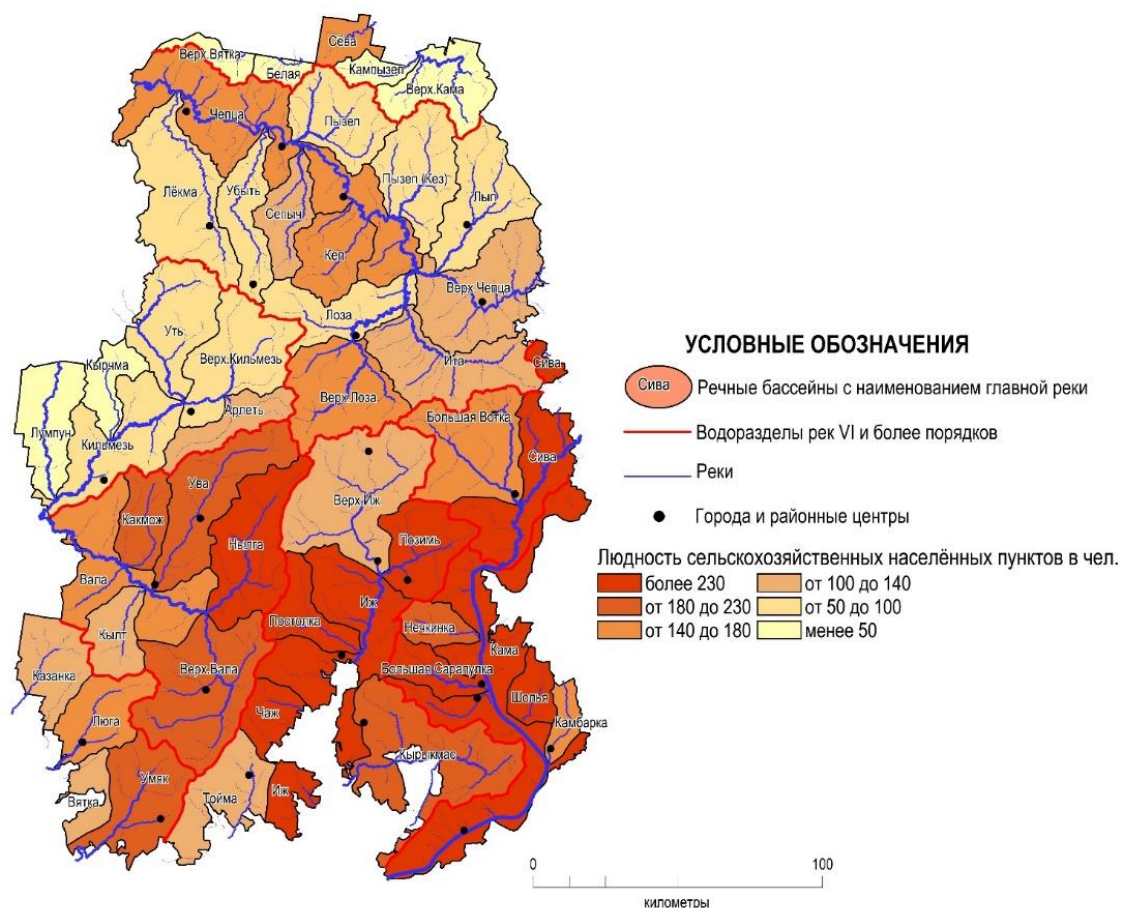 Сёва
Верх.Вятка
Белая
Кампызеп
Верх.Кама
Чепца
Пызеп
Лёкма
Убыть
Сепыч
Пызеп (Кез)
Лып
Кеп
Верх.Чепца
Лоза
Уть
Верх.Кильмезь
Ита
Сива
Кырчма
Верх.Лоза.
Арлеть
Большая Вотка
Лумпун
Кильмезь
Сива
Ува
Верх.Иж
Какмож
Нылга
Позимь
Вала
Иж
Постолка
Нечкинка
Кылт
Кама
Верх.Вала
Большая Сарапулка
Казанка
Шолья
Чаж
Люга
Камбарка
Кырыкмас
Умяк
Вятка
Тойма
Иж
УСЛОВНЫЕ ОБОЗНАЧЕНИЯ
Сива
Речные бассейны с наименованием главной реки
Водоразделы рек VI и более порядков
Реки
Города и районные центры
Людность сельскохозяйственных населённых пунктов в чел.
более 230
от 100 до 140
от 180 до 230
от 50 до 100
от 140 до 180
менее 50
0
100
километры